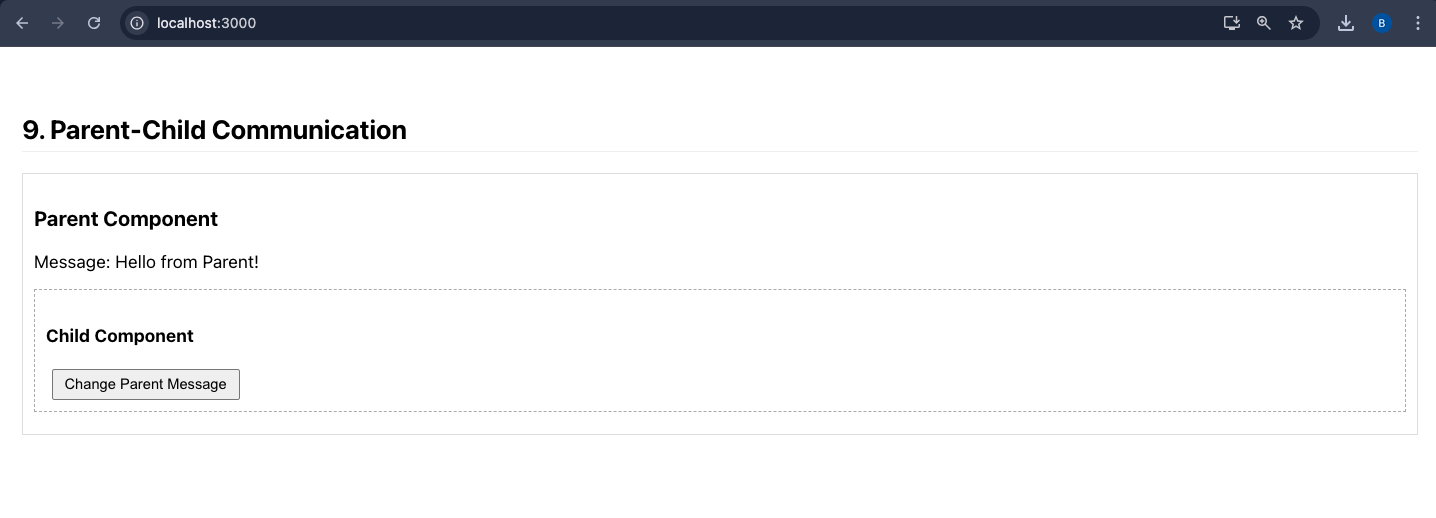 localhost:3000
B
9. Parent-Child Communication
Parent Component
Message: Hello from Parent!
Child Component
Change Parent Message